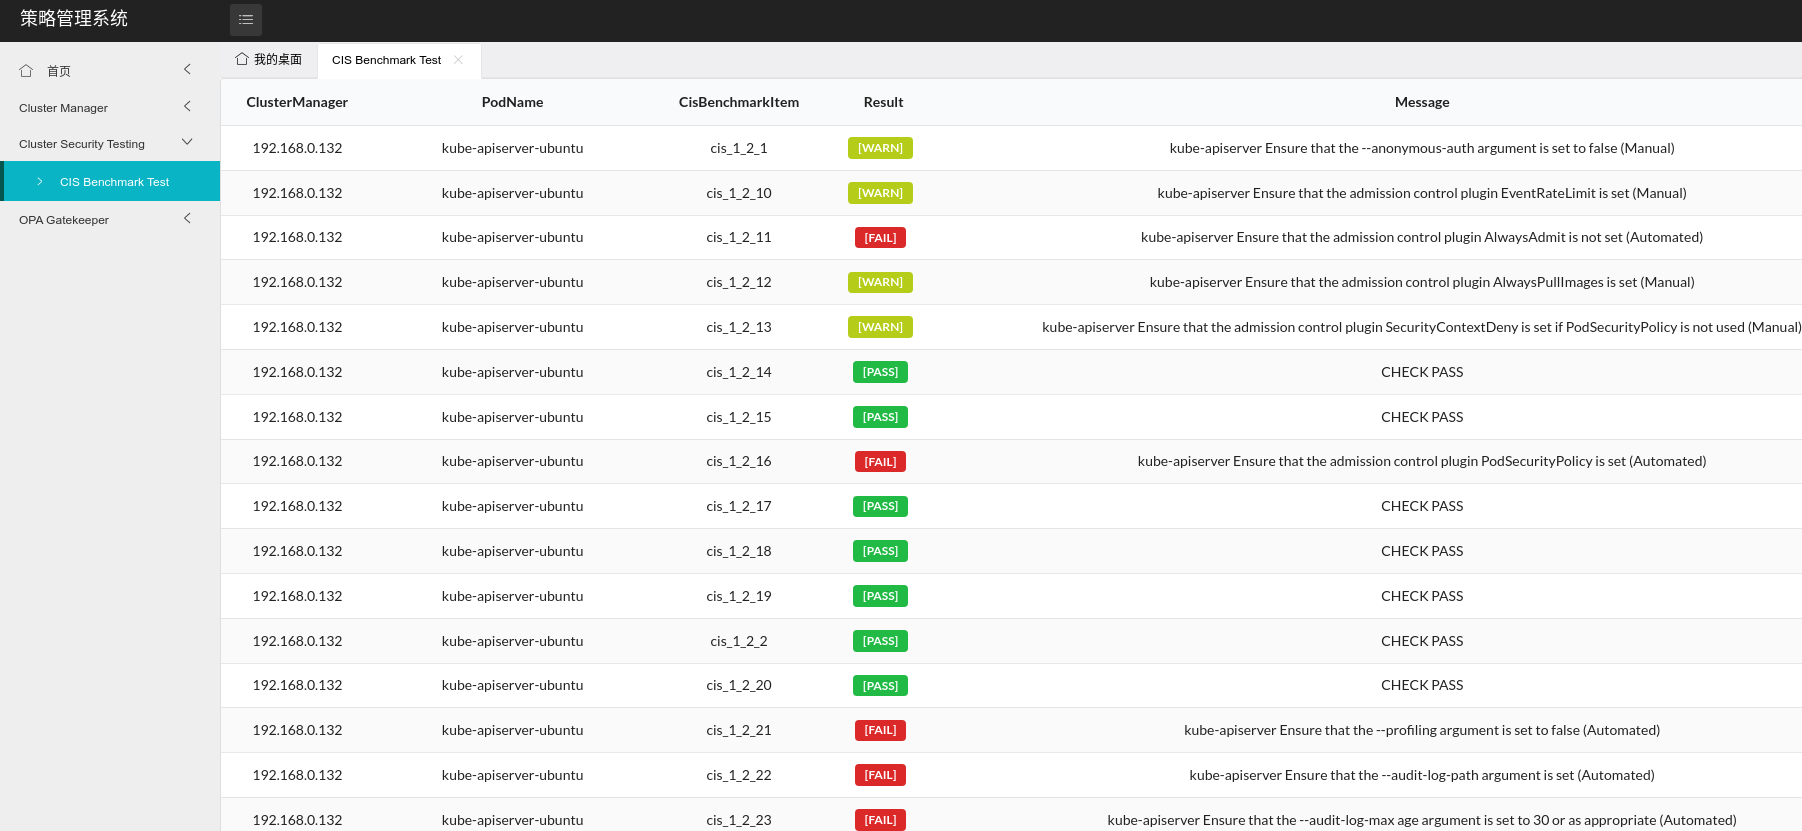 策略管理系统
首页
Cluster Manager
Cluster Security Testing
CIS Benchmark Test
OPA Gatekeeper
我的桌面 CIS Benchmark Test
ClusterManager PodName CisBenchmarkItem Result Message
192.168.0.132 kube-apiserver-ubuntu cis_1_2_1 [WARN] kube-apiserver Ensure that the --anonymous-auth argument is set to false (Manual)
192.168.0.132 kube-apiserver-ubuntu cis_1_2_10 [WARN] kube-apiserver Ensure that the admission control plugin EventRateLimit is set (Manual)
192.168.0.132 kube-apiserver-ubuntu cis_1_2_11 [FAIL] kube-apiserver Ensure that the admission control plugin AlwaysAdmit is not set (Automated)
192.168.0.132 kube-apiserver-ubuntu cis_1_2_12 [WARN] kube-apiserver Ensure that the admission control plugin AlwaysPullImages is set (Manual)
192.168.0.132 kube-apiserver-ubuntu cis_1_2_13 [WARN] kube-apiserver Ensure that the admission control plugin SecurityContextDeny is set if PodSecurityPolicy is not used (Manual)
192.168.0.132 kube-apiserver-ubuntu cis_1_2_14 [PASS] CHECK PASS
192.168.0.132 kube-apiserver-ubuntu cis_1_2_15 [PASS] CHECK PASS
192.168.0.132 kube-apiserver-ubuntu cis_1_2_16 [FAIL] kube-apiserver Ensure that the admission control plugin PodSecurityPolicy is set (Automated)
192.168.0.132 kube-apiserver-ubuntu cis_1_2_17 [PASS] CHECK PASS
192.168.0.132 kube-apiserver-ubuntu cis_1_2_18 [PASS] CHECK PASS
192.168.0.132 kube-apiserver-ubuntu cis_1_2_19 [PASS] CHECK PASS
192.168.0.132 kube-apiserver-ubuntu cis_1_2_2 [PASS] CHECK PASS
192.168.0.132 kube-apiserver-ubuntu cis_1_2_20 [PASS] CHECK PASS
192.168.0.132 kube-apiserver-ubuntu cis_1_2_21 [FAIL] kube-apiserver Ensure that the --profiling argument is set to false (Automated)
192.168.0.132 kube-apiserver-ubuntu cis_1_2_22 [FAIL] kube-apiserver Ensure that the --audit-log-path argument is set (Automated)
192.168.0.132 kube-apiserver-ubuntu cis_1_2_23 [FAIL] kube-apiserver Ensure that the --audit-log-max age argument is set to 30 or as appropriate (Automated)